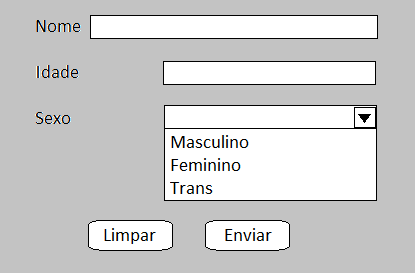 Nome
Idade
Sexo
Masculino
Feminino
Trans
Limpar Enviar